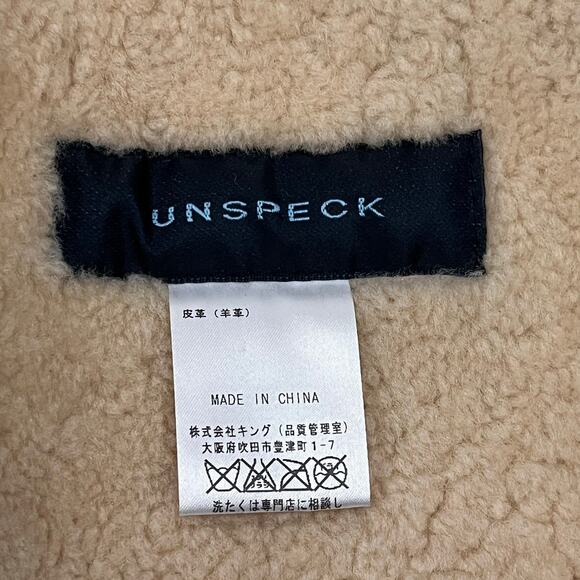 UNSPECK
皮革（羊革）
MADE IN CHINA
株式会社キング（品質管理室）
大阪府吹田市豊津町1-7
洗たくは専門店に相談し